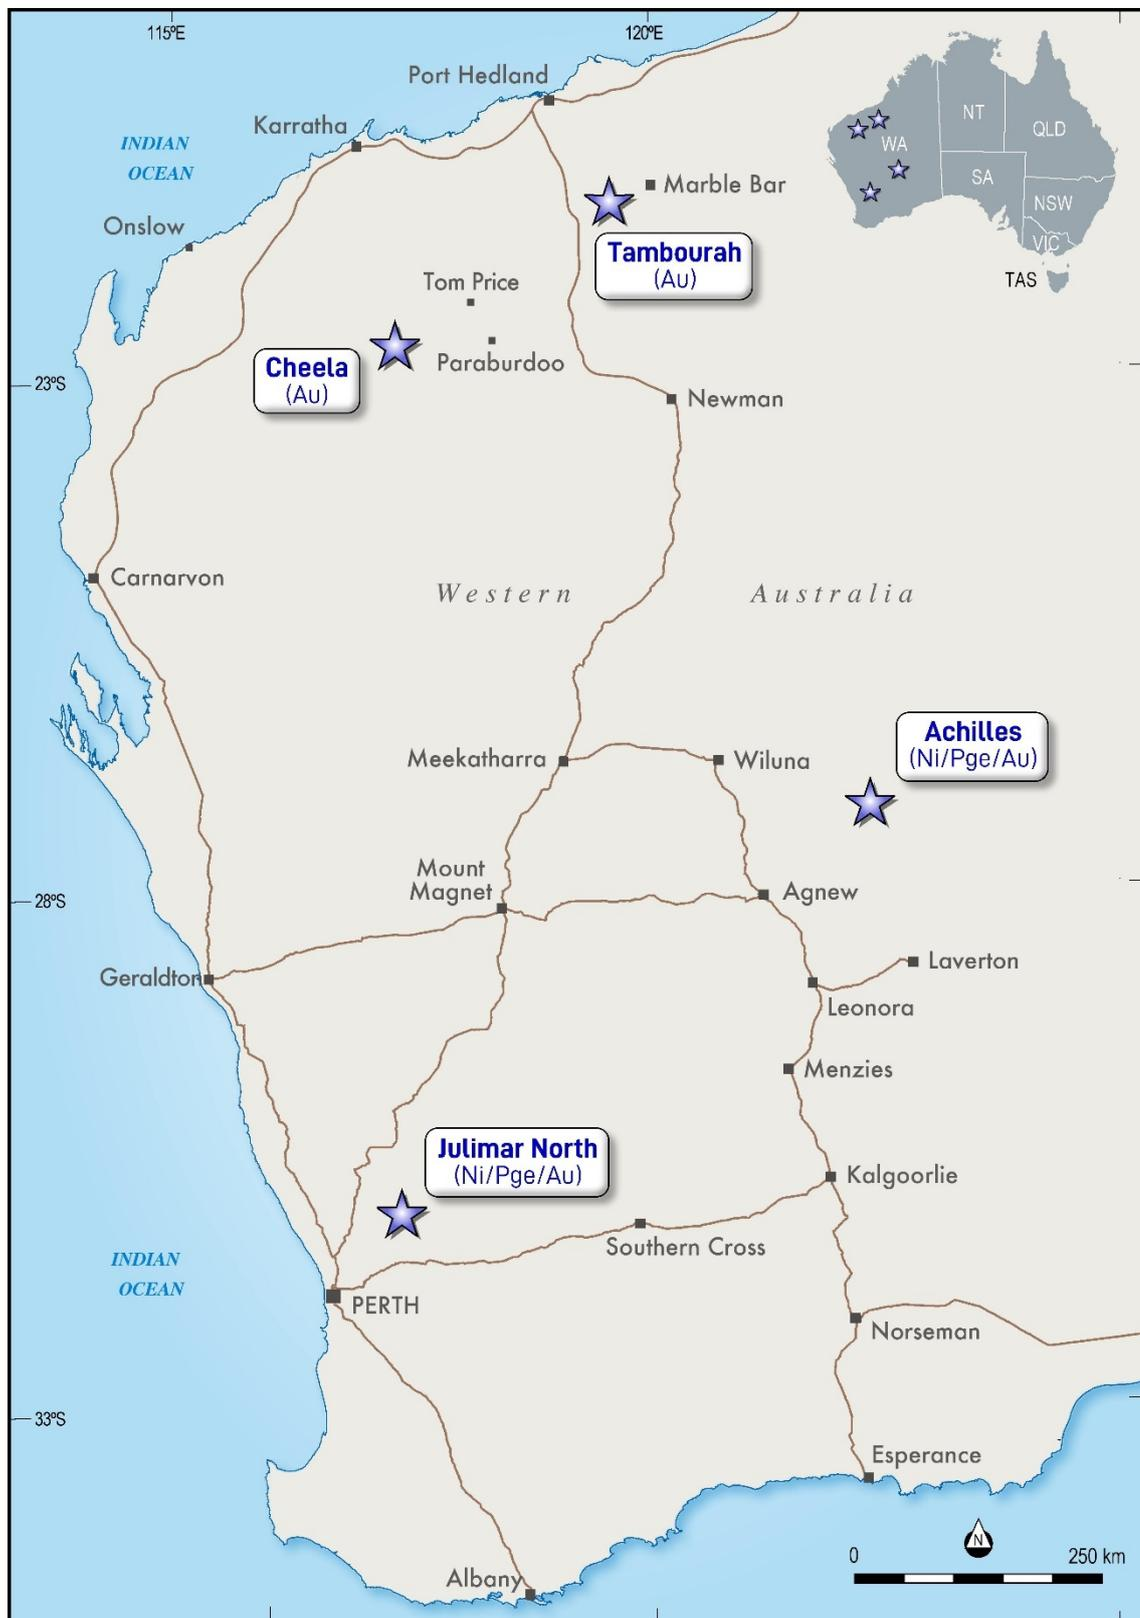 115ºE
120ºE
Port Hedland
Karratha
INDIAN
OCEAN
Marble Bar
Onslow
Tambourah
(Au)
Tom Price
Cheela
(Au)
Paraburdoo
23ºS
Newman
NT
QLD
WA
SA
NSW
VIC
TAS
Carnarvon
Western Australia
Achilles
(Ni/Pge/Au)
Meekatharra
Wiluna
Mount
Magnet
Agnew
28ºS
Geraldton
Laverton
Leonora
Menzies
Julimar North
(Ni/Pge/Au)
Kalgoorlie
Southern Cross
INDIAN
OCEAN
PERTH
Norseman
33ºS
Esperance
N
0
250 km
Albany